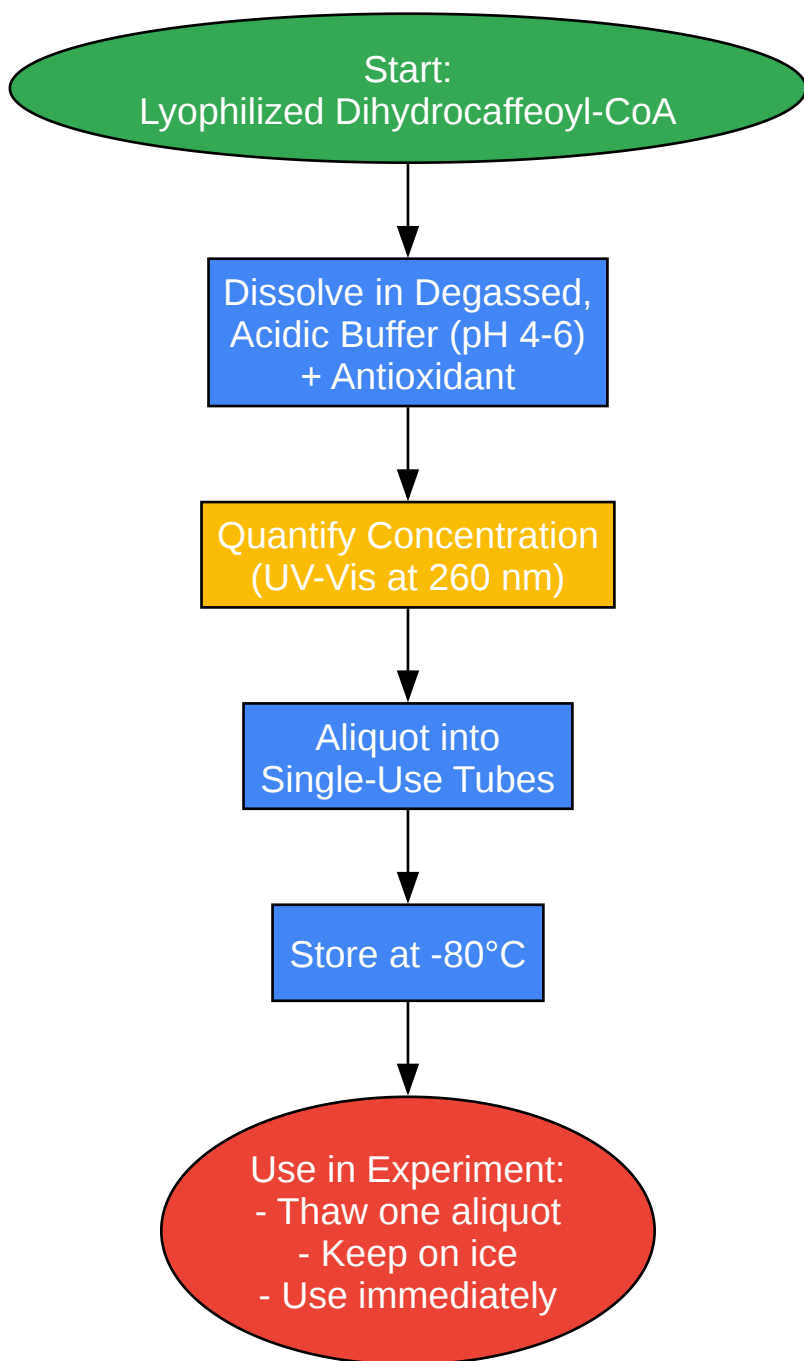 Start:
Lyophilized Dihydrocaffeoyl-CoA
Dissolve in Degassed,
Acidic Buffer (pH 4-6)
+ Antioxidant
Quantify Concentration
(UV-Vis at 260 nm)
Aliquot into
Single-Use Tubes
Store at -80°C
Use in Experiment:
- Thaw one aliquot
- Keep on ice
- Use immediately